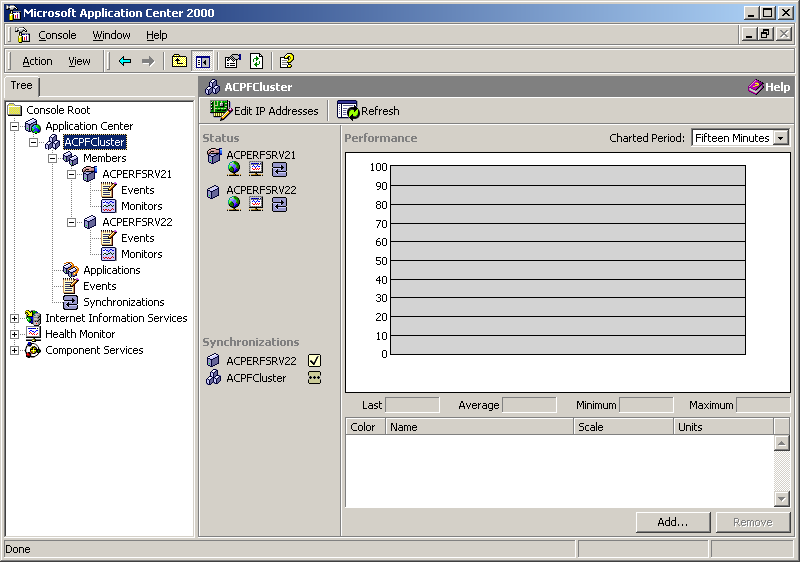 Microsoft Application Center 2000
Console Window Help
Action View
Tree
Console Root
Application Center
ACPFCluster
Members
ACPERFSRV21
Events
Monitors
ACPERFSRV22
Events
Monitors
Applications
Events
Synchronizations
Internet Information Services
Health Monitor
Component Services
ACPFCluster
Help
Edit IP Addresses
Refresh
Status
ACPERFSRV21
ACPERFSRV22
Synchronizations
ACPERFSRV22
ACPFCluster
Performance
Charted Period: Fifteen Minutes
100
90
80
70
60
50
40
30
20
10
0
Last Average Minimum Maximum
Color Name Scale Units
Add... Remove
Done